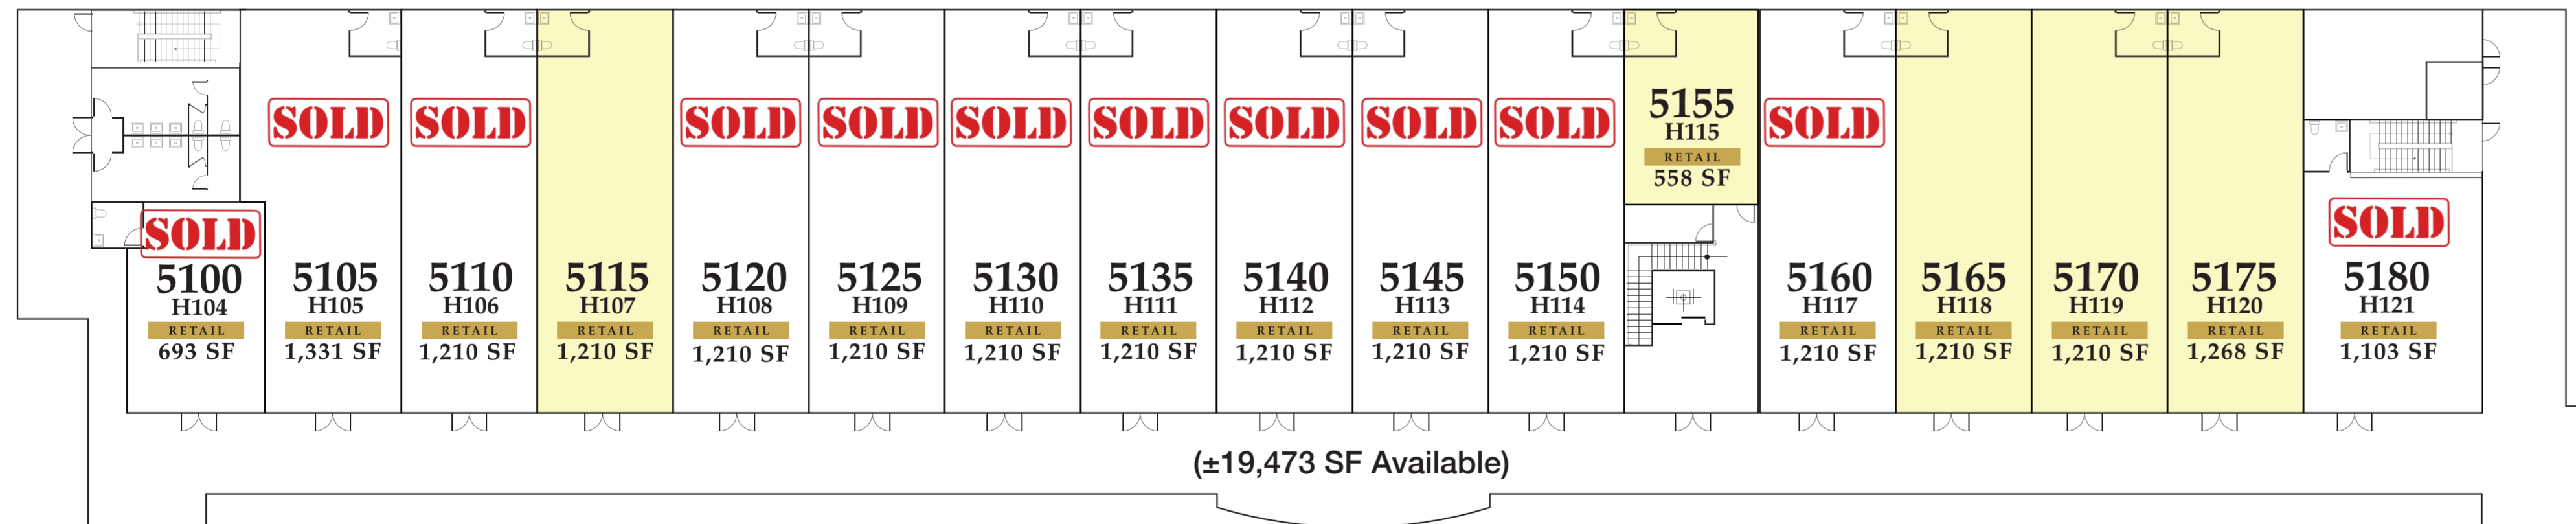 SOLD
5100
H104
RETAIL
693 SF
SOLD
5105
H105
RETAIL
1,331 SF
SOLD
5110
H106
RETAIL
1,210 SF
5115
H107
RETAIL
1,210 SF
SOLD
5120
H108
RETAIL
1,210 SF
SOLD
5125
H109
RETAIL
1,210 SF
SOLD
5130
H110
RETAIL
1,210 SF
SOLD
5135
H111
RETAIL
1,210 SF
SOLD
5140
H112
RETAIL
1,210 SF
SOLD
5145
H113
RETAIL
1,210 SF
SOLD
5150
H114
RETAIL
1,210 SF
5155
H115
RETAIL
558 SF
SOLD
5160
H117
RETAIL
1,210 SF
5165
H118
RETAIL
1,210 SF
5170
H119
RETAIL
1,210 SF
5175
H120
RETAIL
1,268 SF
SOLD
5180
H121
RETAIL
1,103 SF
(±19,473 SF Available)